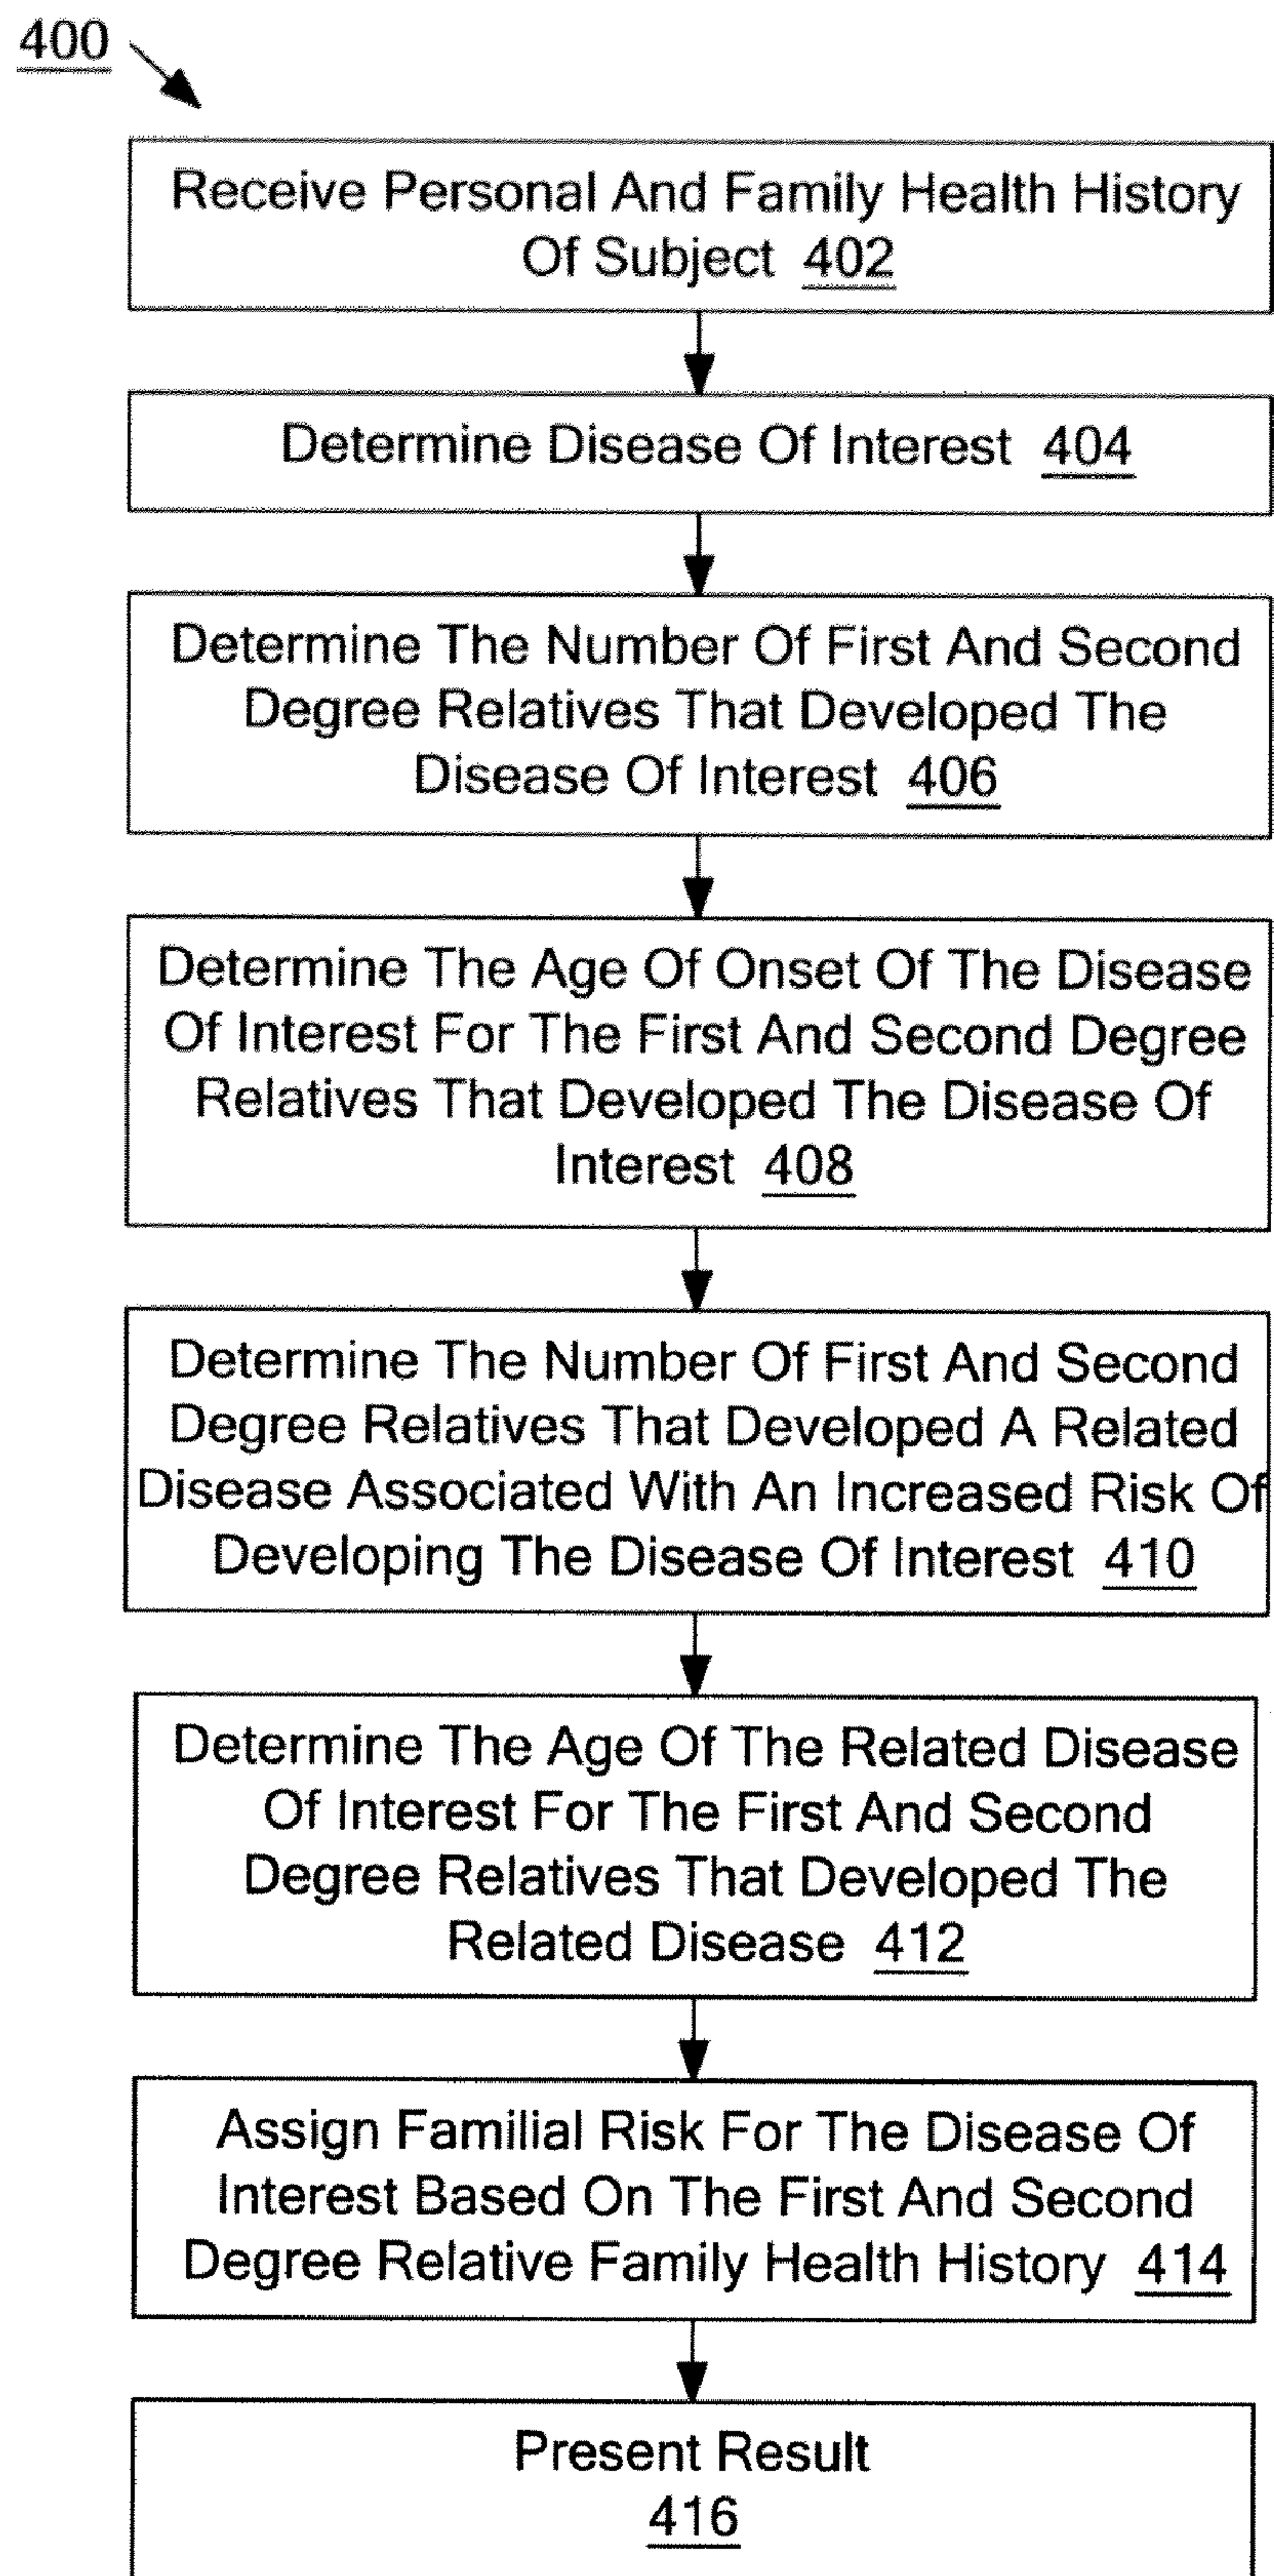 400
Receive Personal And Family Health History
Of Subject 402
Determine Disease Of Interest 404
Determine The Number Of First And Second
Degree Relatives That Developed The
Disease Of Interest 406
Determine The Age Of Onset Of The Disease
Of Interest For The First And Second Degree
Relatives That Developed The Disease Of
Interest 408
Determine The Number Of First And Second
Degree Relatives That Developed A Related
Disease Associated With An Increased Risk Of
Developing The Disease Of Interest 410
Determine The Age Of The Related Disease
Of Interest For The First And Second
Degree Relatives That Developed The
Related Disease 412
Assign Familial Risk For The Disease Of
Interest Based On The First And Second
Degree Relative Family Health History 414
Present Result
416